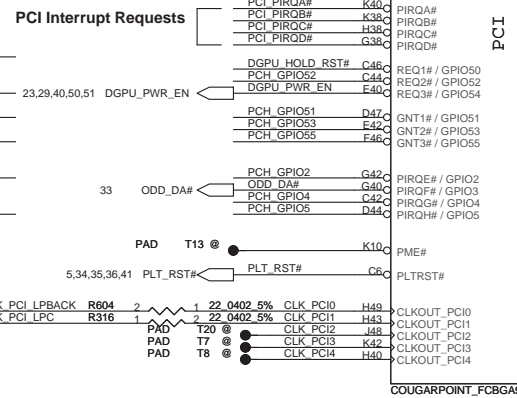 PCI_PIRQA# K40 PIRQA#
PCI Interrupt Requests PCI_PIRQB# K38 PIRQB#
PCI_PIRQC# H38 PIRQC#
PCI_PIRQD# G38 PIRQD#
PCI
DGPU_HOLD_RST# C46 REQ1# / GPIO50
PCH_GPIO52 C44 REQ2# / GPIO52
23,29,40,50,51 DGPU_PWR_EN DGPU_PWR_EN E40 REQ3# / GPIO54
PCH_GPIO51 D47 GNT1# / GPIO51
PCH_GPIO53 E42 GNT2# / GPIO53
PCH_GPIO55 F46 GNT3# / GPIO55
PCH_GPIO2 G42 PIRQE# / GPIO2
33 ODD_DA# ODD_DA# G40 PIRQF# / GPIO3
PCH_GPIO4 C42 PIRQG# / GPIO4
PCH_GPIO5 D44 PIRQH# / GPIO5
PAD T13 @ K10 PME#
5,34,35,36,41 PLT_RST# PLT_RST# C6 PLTRST#
K_PCI_LPBACK R604 2 1 22_0402_5% CLK_PCI0 H49 CLKOUT_PCI0
K_PCI_LPC R316 1 2 22_0402_5% CLK_PCI1 H43 CLKOUT_PCI1
PAD T20 @ CLK_PCI2 J48 CLKOUT_PCI2
PAD T7 @ CLK_PCI3 K42 CLKOUT_PCI3
PAD T8 @ CLK_PCI4 H40 CLKOUT_PCI4
COUGARPOINT_FCBGA9